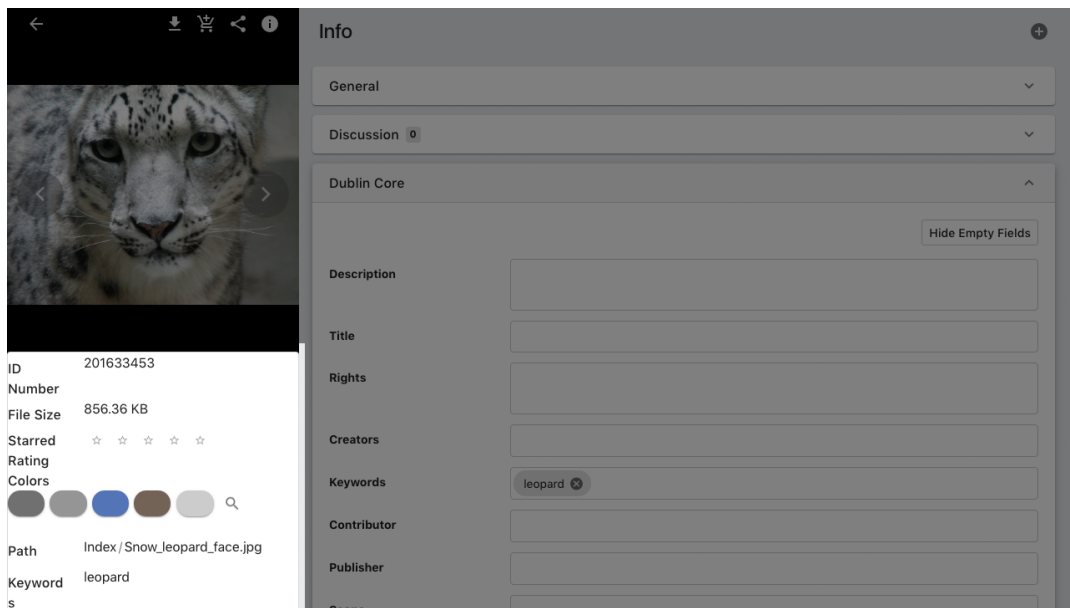 Info
General
Discussion 0
Dublin Core
Hide Empty Fields
Description
Title
Rights
Creators
Keywords leopard
Contributor
Publisher
ID Number 201633453
File Size 856.36 KB
Starred Rating
Colors
Path Index/Snow_leopard_face.jpg
Keywords leopard